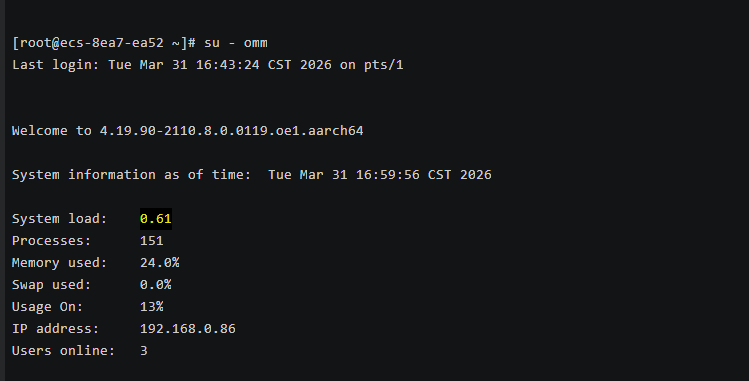 [root@ecs-8ea7-ea52 ~]# su - omm
Last login: Tue Mar 31 16:43:24 CST 2026 on pts/1
Welcome to 4.19.90-2110.8.0.0119.oe1.aarch64
System information as of time:  Tue Mar 31 16:59:56 CST 2026
System load:    0.61
Processes:      151
Memory used:    24.0%
Swap used:      0.0%
Usage On:       13%
IP address:     192.168.0.86
Users online:   3